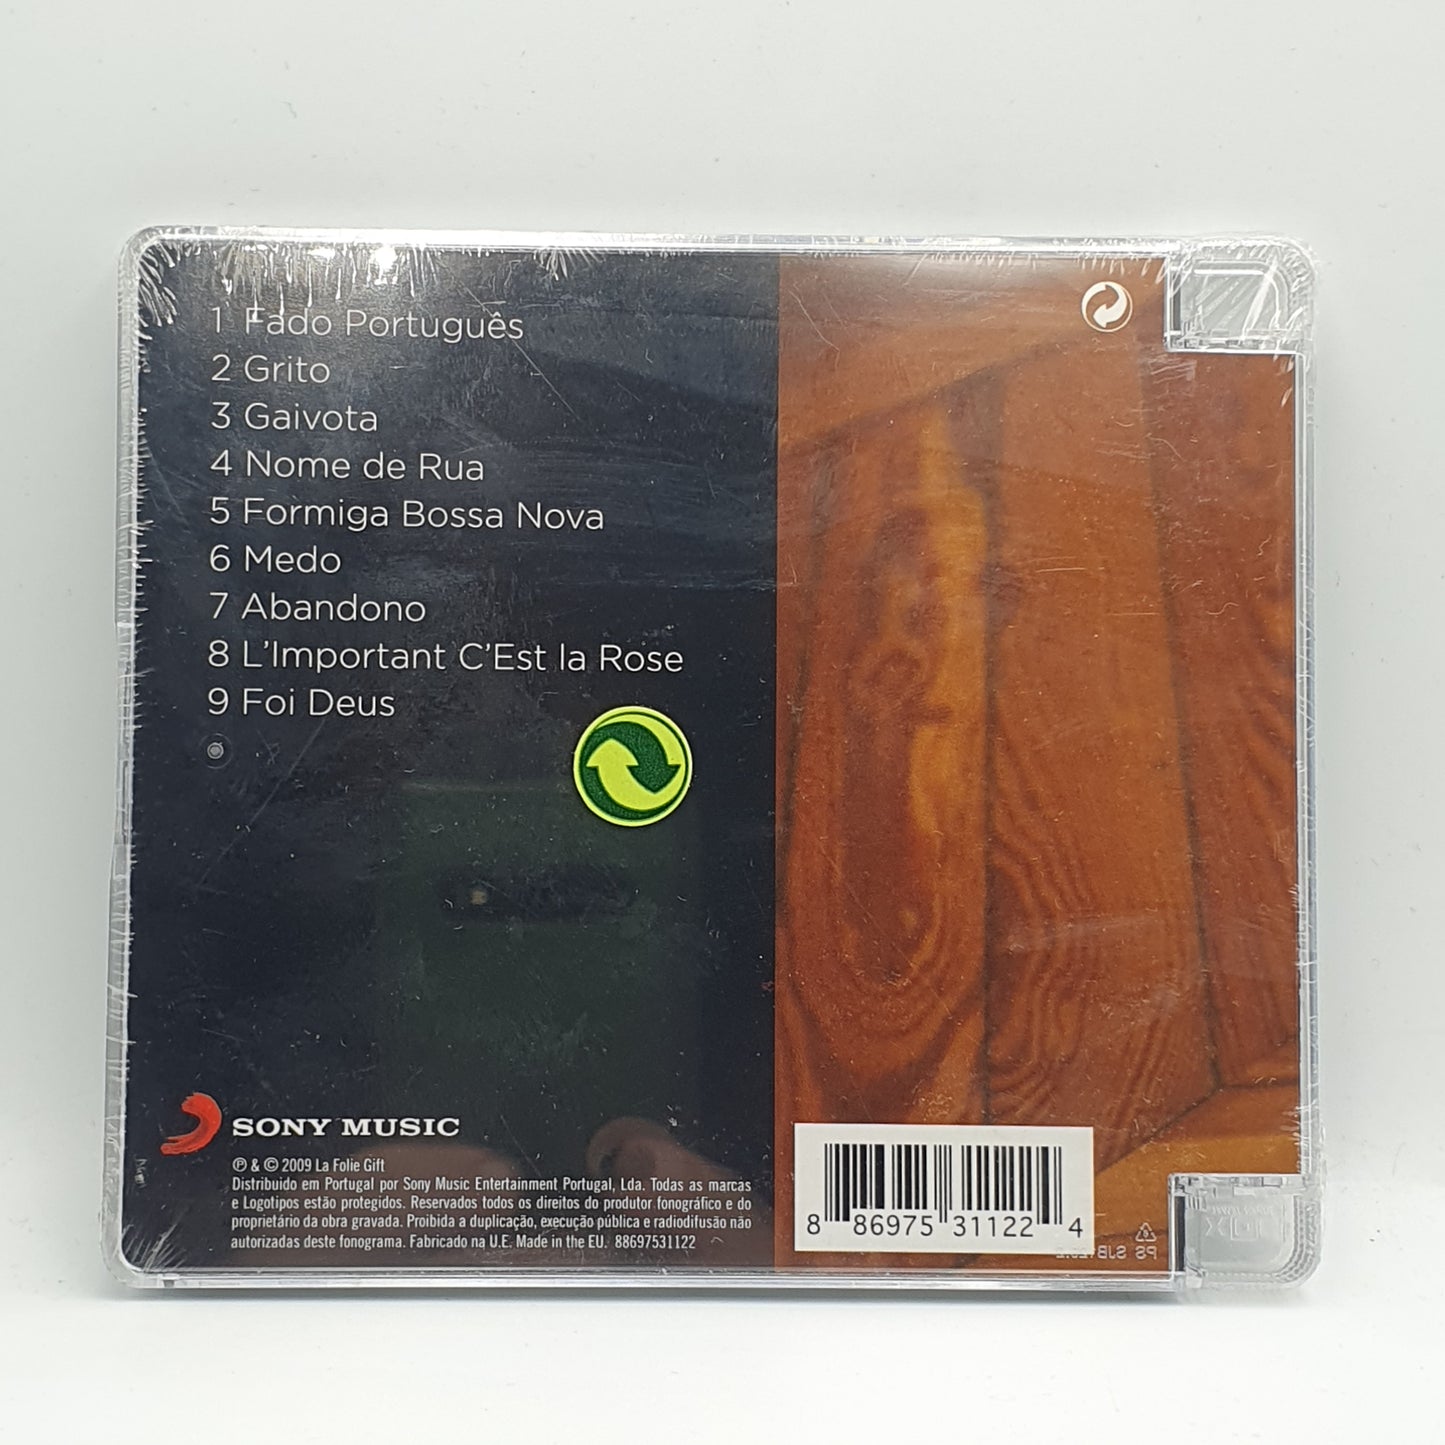 1 Fado Português
2 Grito
3 Gaivota
4 Nome de Rua
5 Formiga Bossa Nova
6 Medo
7 Abandono
8 L'Important C'Est la Rose
9 Foi Deus
SONY MUSIC
℗ & © 2009 La Folie Gift
Distribuido em Portugal por Sony Music Entertainment Portugal, Lda. Todas as marcas
e Logotipos estão protegidos. Reservados todos os direitos do produtor fonográfico e do
proprietário da obra gravada. Proibida a duplicação, execução pública e radiodifusão não
autorizadas deste fonograma. Fabricado na U.E. Made in the EU. 88697531122
8 86975 31122 4
6
PS